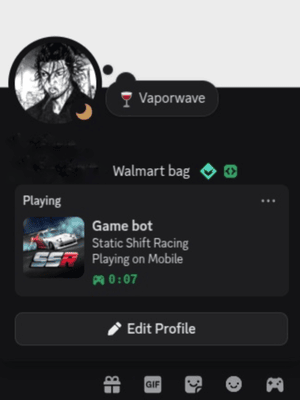 Vaporwave
Walmart bag
Playing
Game bot
SSR
Static Shift Racing
Playing on Mobile
0:07
Edit Profile
GIF